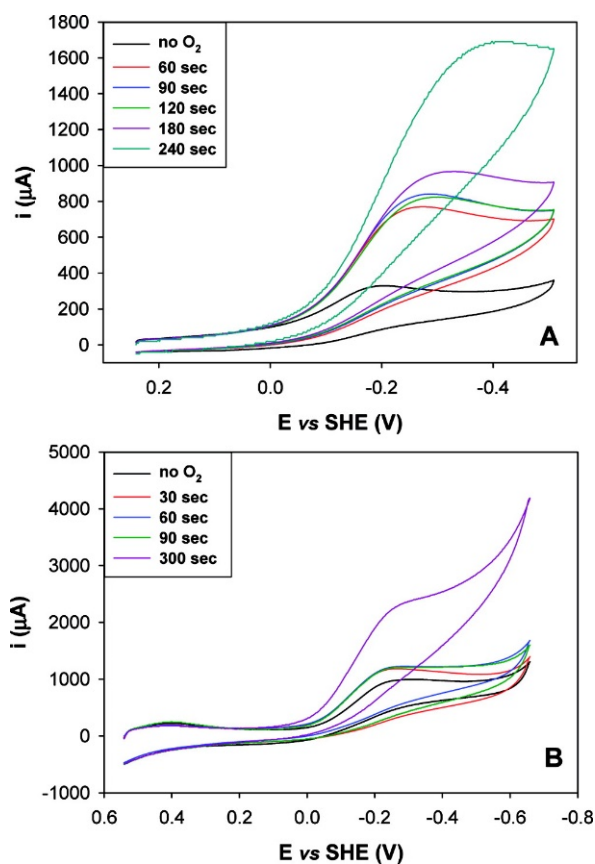 1800
1600
1400
1200
1000
800
600
400
200
0
i (μA)
no O₂
60 sec
90 sec
120 sec
180 sec
240 sec
A
0.2 0.0 -0.2 -0.4
E vs SHE (V)
5000
4000
3000
2000
1000
0
-1000
i (μA)
no O₂
30 sec
60 sec
90 sec
300 sec
B
0.6 0.4 0.2 0.0 -0.2 -0.4 -0.6 -0.8
E vs SHE (V)